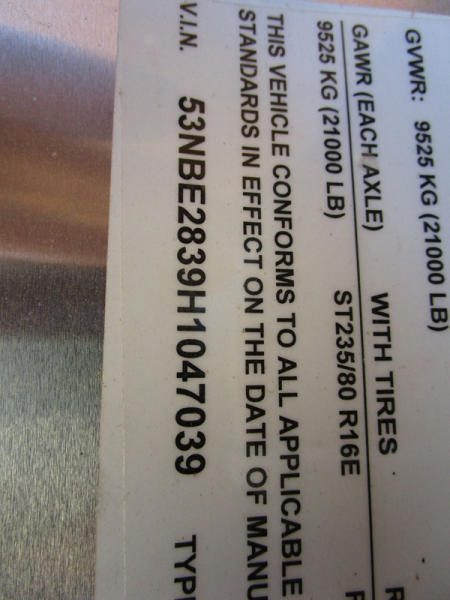 GVWR: 9525 KG (21000 LB)
GAWR (EACH AXLE) WITH TIRES
9525 KG (21000 LB) ST235/80 R16E
THIS VEHICLE CONFORMS TO ALL APPLICABLE
STANDARDS IN EFFECT ON THE DATE OF MANU
V.I.N. 53NBE2839H1047039 TYP